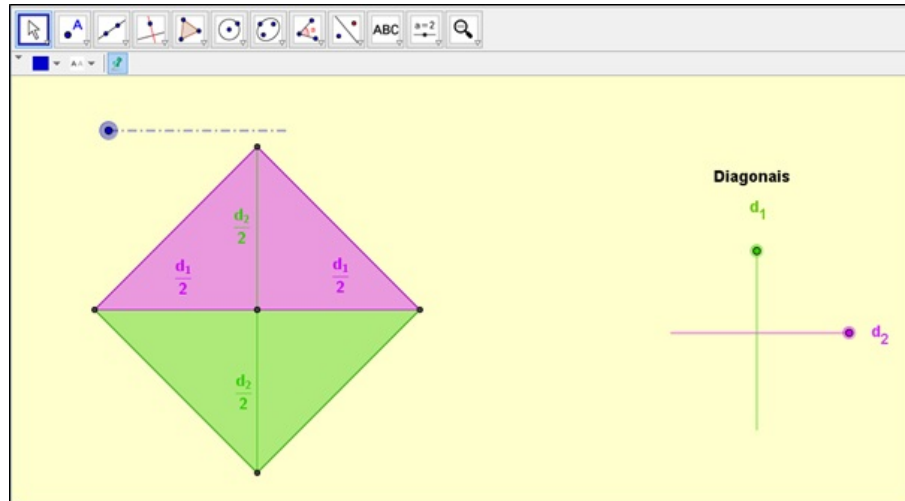 A
ABC
a=2
Diagonais
d₁
d₂/2
d₁/2
d₁/2
d₂
d₂/2